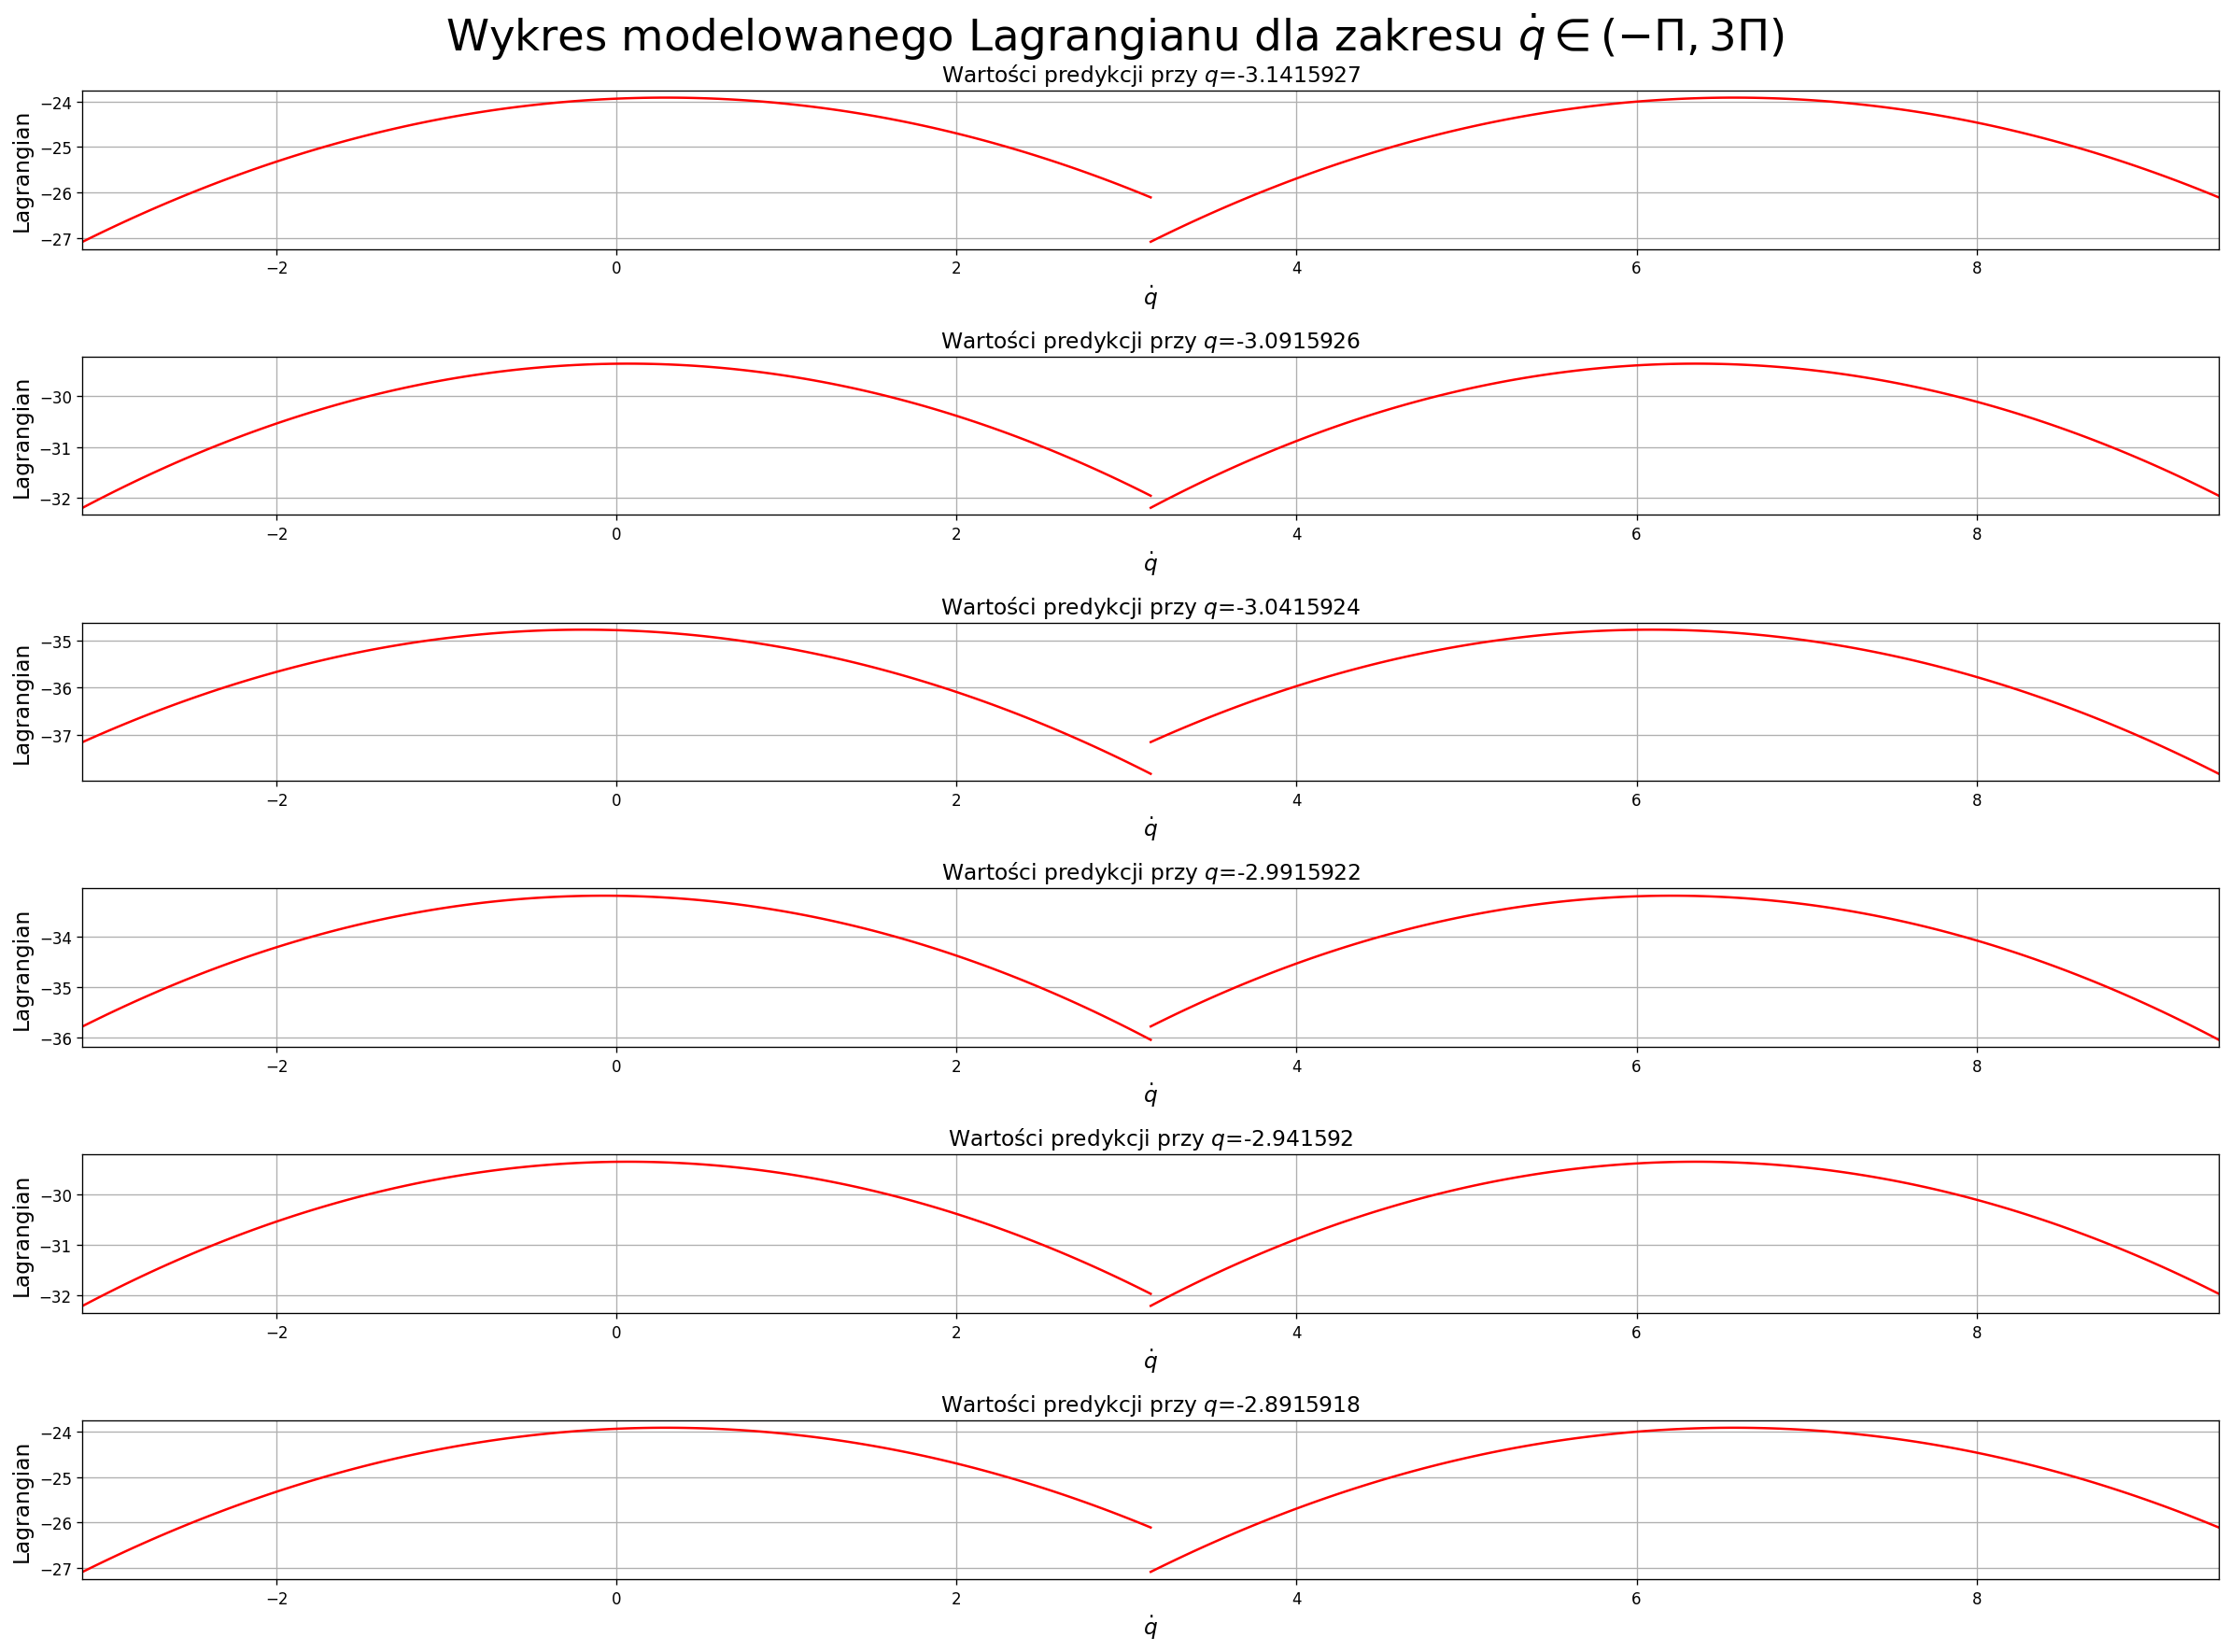 Wykres modelowanego Lagrangianu dla zakresu q̇ ∈ (−Π, 3Π)
Wartości predykcji przy q=-3.1415927
Lagrangian
−24
−25
−26
−27
−2 0 2 4 6 8
q̇
Wartości predykcji przy q=-3.0915926
Lagrangian
−30
−31
−32
−2 0 2 4 6 8
q̇
Wartości predykcji przy q=-3.0415924
Lagrangian
−35
−36
−37
−2 0 2 4 6 8
q̇
Wartości predykcji przy q=-2.9915922
Lagrangian
−34
−35
−36
−2 0 2 4 6 8
q̇
Wartości predykcji przy q=-2.941592
Lagrangian
−30
−31
−32
−2 0 2 4 6 8
q̇
Wartości predykcji przy q=-2.8915918
Lagrangian
−24
−25
−26
−27
−2 0 2 4 6 8
q̇